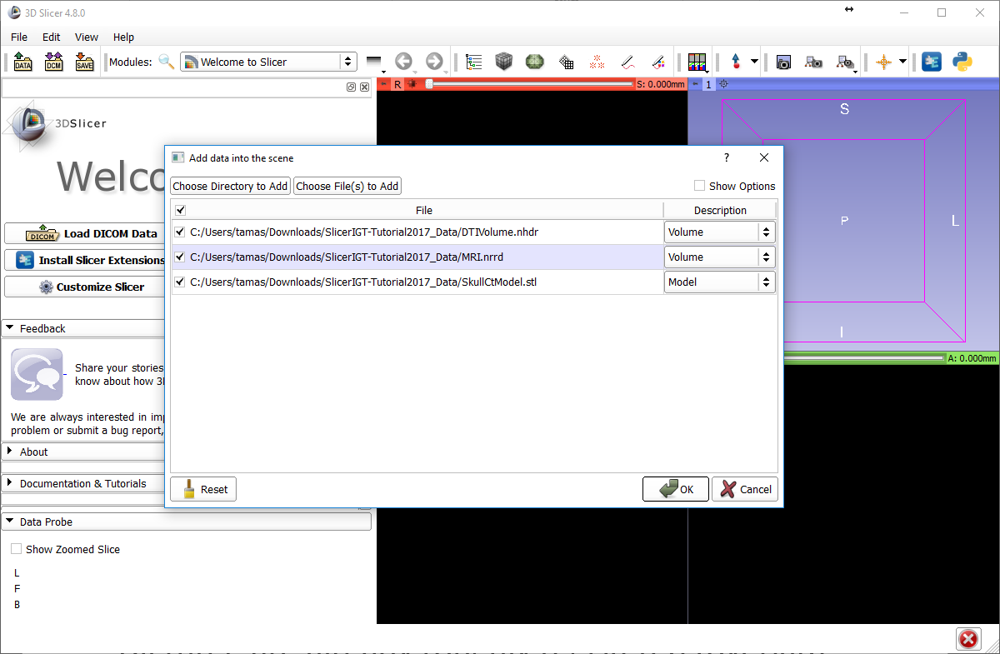 3D Slicer 4.8.0
File Edit View Help
DATA DCM SAVE Modules: Welcome to Slicer
R S: 0.000mm 1
3DSlicer
S
Add data into the scene ?
Welco
Choose Directory to Add Choose File(s) to Add Show Options
File Description
P L
DICOM Load DICOM Data
C:/Users/tamas/Downloads/SlicerIGT-Tutorial2017_Data/DTIVolume.nhdr Volume
Install Slicer Extensions
C:/Users/tamas/Downloads/SlicerIGT-Tutorial2017_Data/MRI.nrrd Volume
Customize Slicer
C:/Users/tamas/Downloads/SlicerIGT-Tutorial2017_Data/SkullCtModel.stl Model
Feedback
I
A: 0.000mm
Share your stories
know about how 3
We are always interested in im
problem or submit a bug report,
About
Documentation & Tutorials
Reset OK Cancel
Data Probe
Show Zoomed Slice
L
F
B